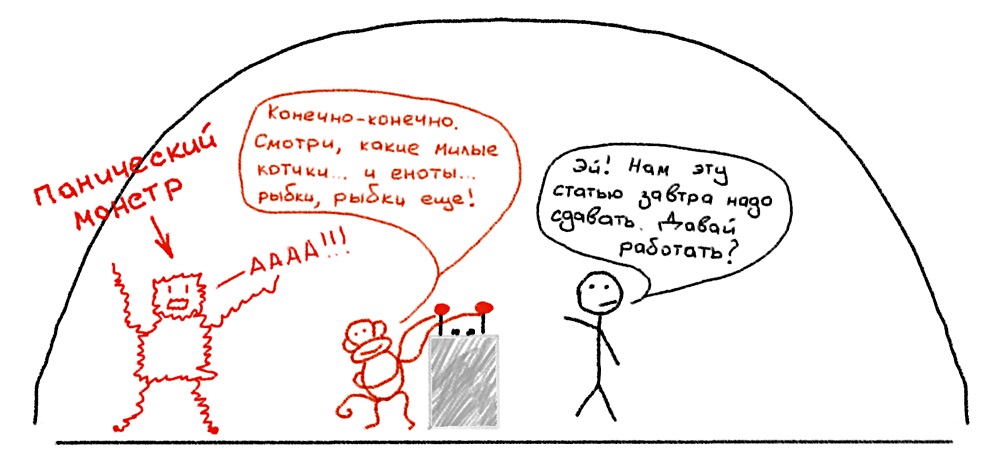 Панический
монстр
АААА!!!
Конечно-конечно.
Смотри, какие милые
котики... и еноты...
рыбки, рыбки еще!
Эй! Нам эту
статью завтра надо
сдавать. Давай
работать?